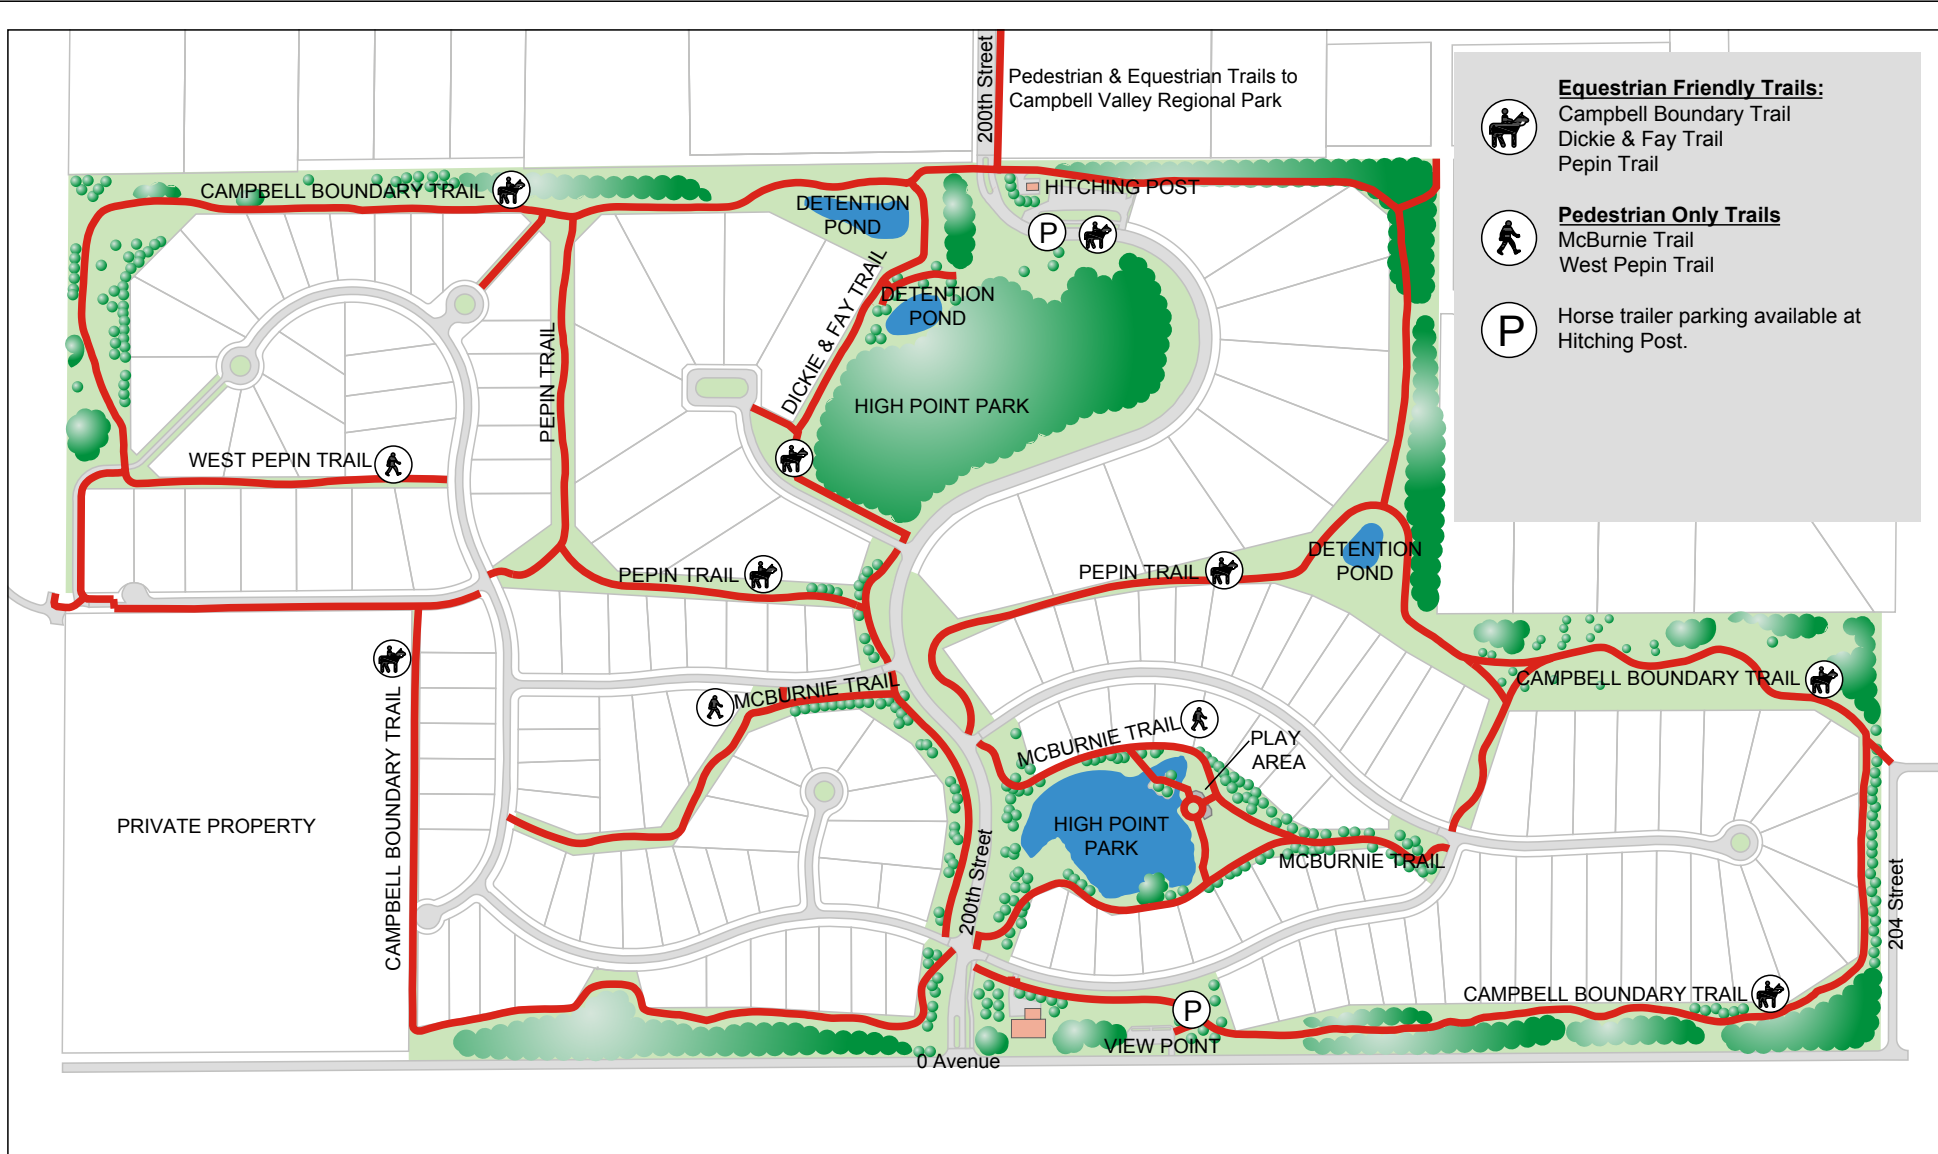 200th Street
Pedestrian & Equestrian Trails to
Campbell Valley Regional Park
Equestrian Friendly Trails:
Campbell Boundary Trail
Dickie & Fay Trail
Pepin Trail
Pedestrian Only Trails
McBurnie Trail
West Pepin Trail
P
Horse trailer parking available at
Hitching Post.
CAMPBELL BOUNDARY TRAIL
DETENTION
POND
HITCHING POST
P
DICKIE & FAY TRAIL
DETENTION
POND
PEPIN TRAIL
HIGH POINT PARK
WEST PEPIN TRAIL
PEPIN TRAIL
PEPIN TRAIL
DETENTION
POND
CAMPBELL BOUNDARY TRAIL
MCBURNIE TRAIL
CAMPBELL BOUNDARY TRAIL
MCBURNIE TRAIL
PLAY
AREA
PRIVATE PROPERTY
HIGH POINT
PARK
MCBURNIE TRAIL
200th Street
204 Street
CAMPBELL BOUNDARY TRAIL
P
VIEW POINT
0 Avenue